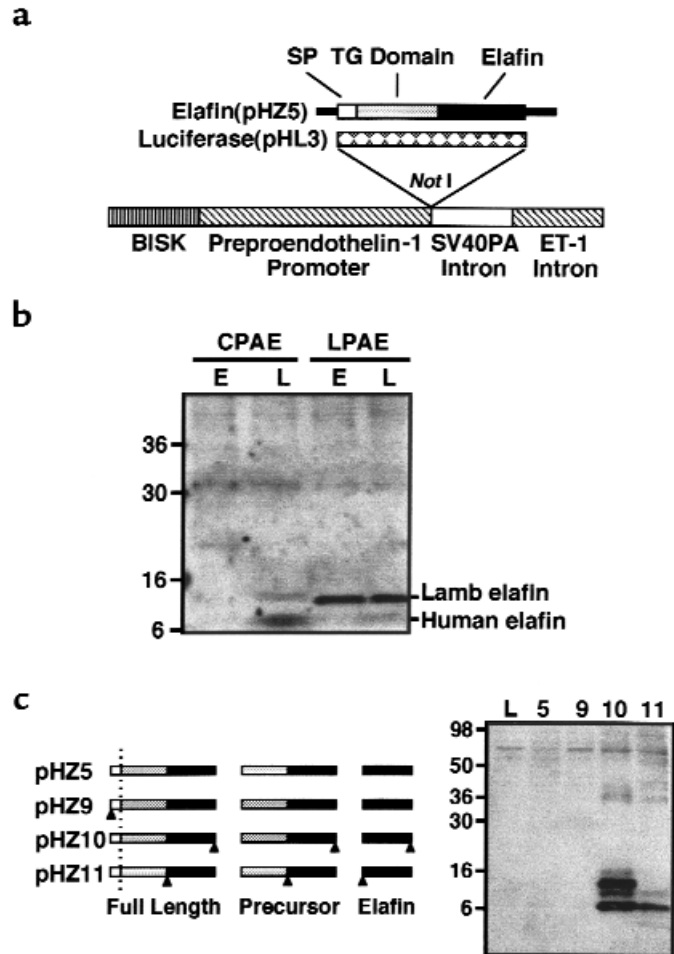 a
SP TG Domain Elafin
Elafin(pHZ5)
Luciferase(pHL3)
Not I
BISK Preproendothelin-1 SV40PA ET-1
Promoter Intron Intron
b
CPAE LPAE
E L E L
36
30
16
Lamb elafin
Human elafin
6
c
L 5 9 10 11
98
pHZ5
50
pHZ9
36
pHZ10
30
pHZ11
16
Full Length Precursor Elafin
6